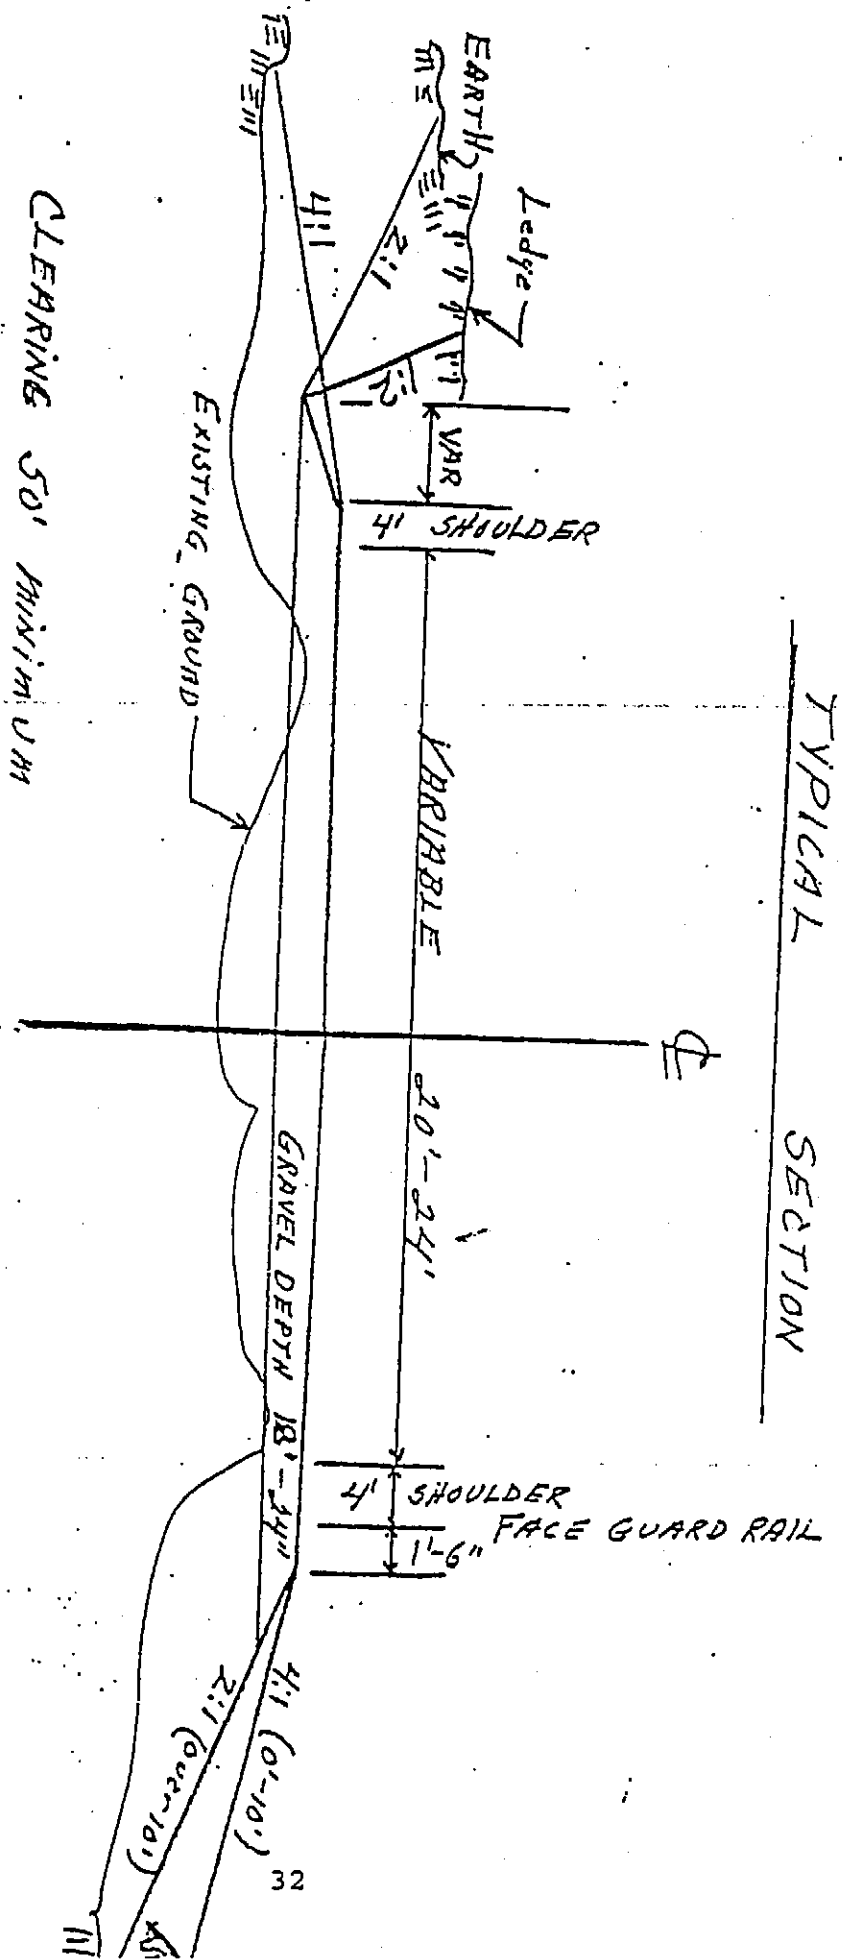 TYPICAL SECTION
℄
EARTH
Ledge
VAR
4' SHOULDER
VARIABLE 20'-24'
4' SHOULDER
FACE GUARD RAIL
1'-6"
2:1
1:2
4:1
GRAVEL DEPTH 18"-24"
4:1 (0'-10')
2:1 (over 10')
EXISTING GROUND
CLEARING 50' MINIMUM
32